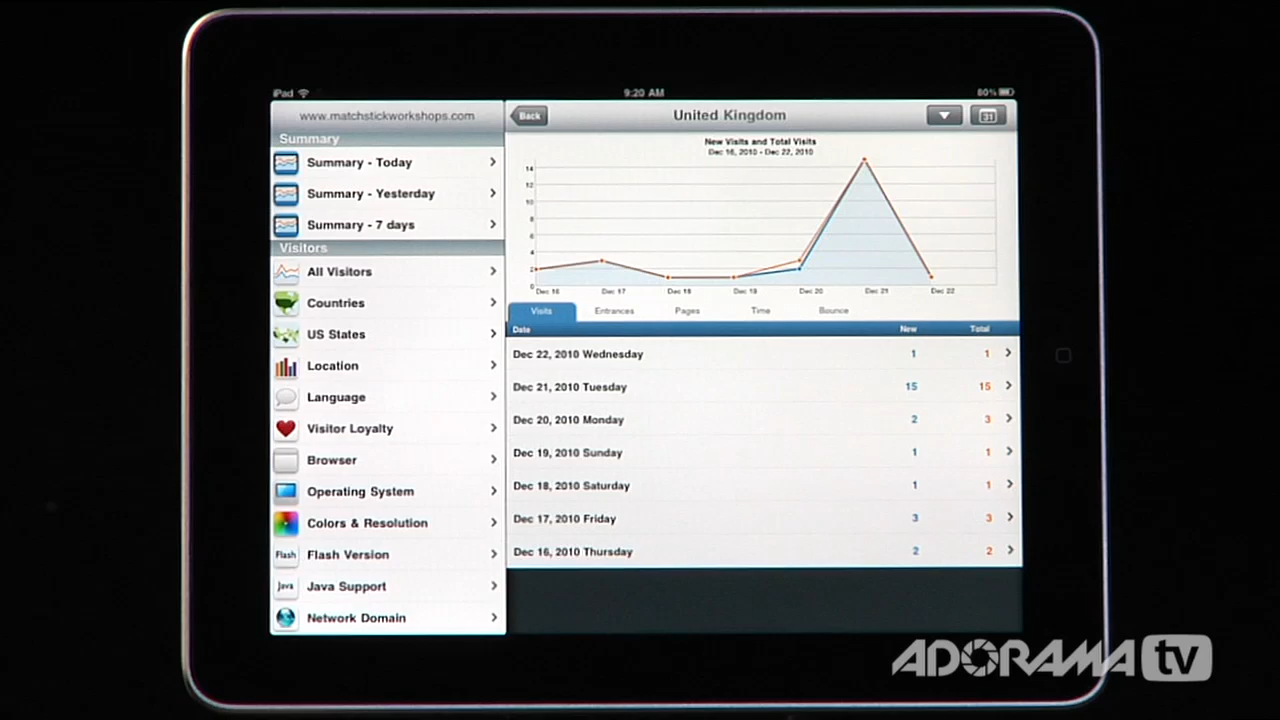 iPad
9:20 AM
80%
www.matchstickworkshops.com
Summary
Summary - Today
Summary - Yesterday
Summary - 7 days
Visitors
All Visitors
Countries
US States
Location
Language
Visitor Loyalty
Browser
Operating System
Colors & Resolution
Flash
Flash Version
Java
Java Support
Network Domain
Back
United Kingdom
31
New Visits and Total Visits
Dec 16, 2010 - Dec 22, 2010
14
12
10
8
6
4
2
0
Dec 16 Dec 17 Dec 18 Dec 19 Dec 20 Dec 21 Dec 22
Visits Entrances Pages Time Bounce
Date New Total
Dec 22, 2010 Wednesday 1 1
Dec 21, 2010 Tuesday 15 15
Dec 20, 2010 Monday 2 3
Dec 19, 2010 Sunday 1 1
Dec 18, 2010 Saturday 1 1
Dec 17, 2010 Friday 3 3
Dec 16, 2010 Thursday 2 2
ADORAMA tv